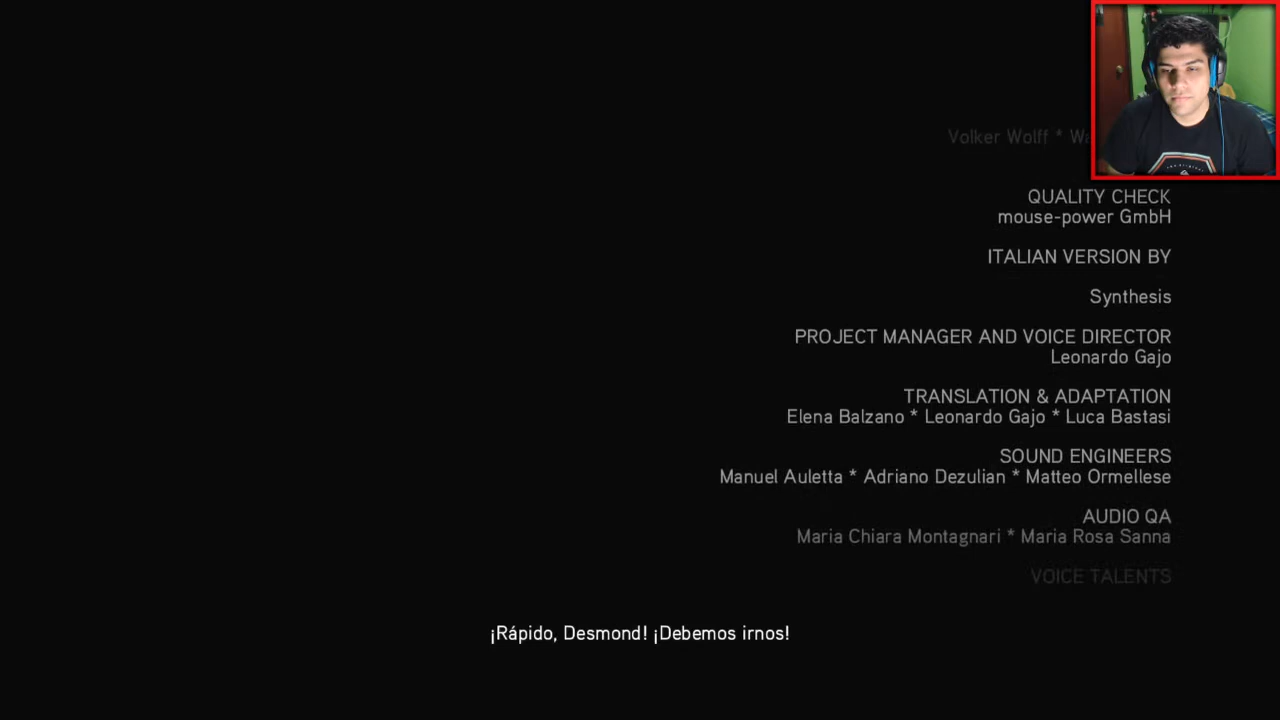 Volker Wolff *
QUALITY CHECK
mouse-power GmbH
ITALIAN VERSION BY
Synthesis
PROJECT MANAGER AND VOICE DIRECTOR
Leonardo Gajo
TRANSLATION & ADAPTATION
Elena Balzano * Leonardo Gajo * Luca Bastasi
SOUND ENGINEERS
Manuel Auletta * Adriano Dezulian * Matteo Ormellese
AUDIO QA
Maria Chiara Montagnari * Maria Rosa Sanna
VOICE TALENTS
¡Rápido, Desmond! ¡Debemos irnos!